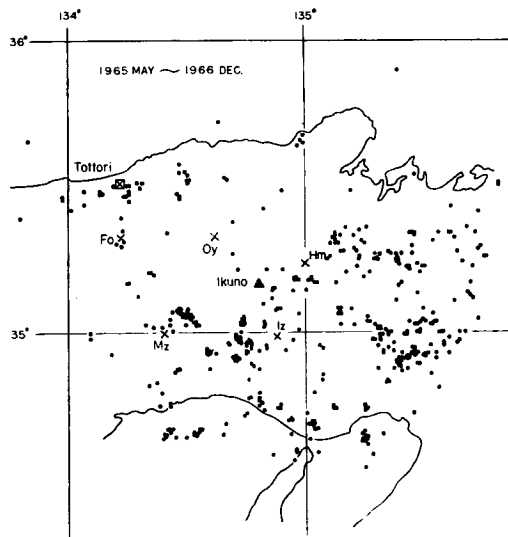 134°
135°
36°
1965 MAY ~ 1966 DEC.
Tottori
Fo
Oy
Hm
Ikuno
35°
Mz
Iz